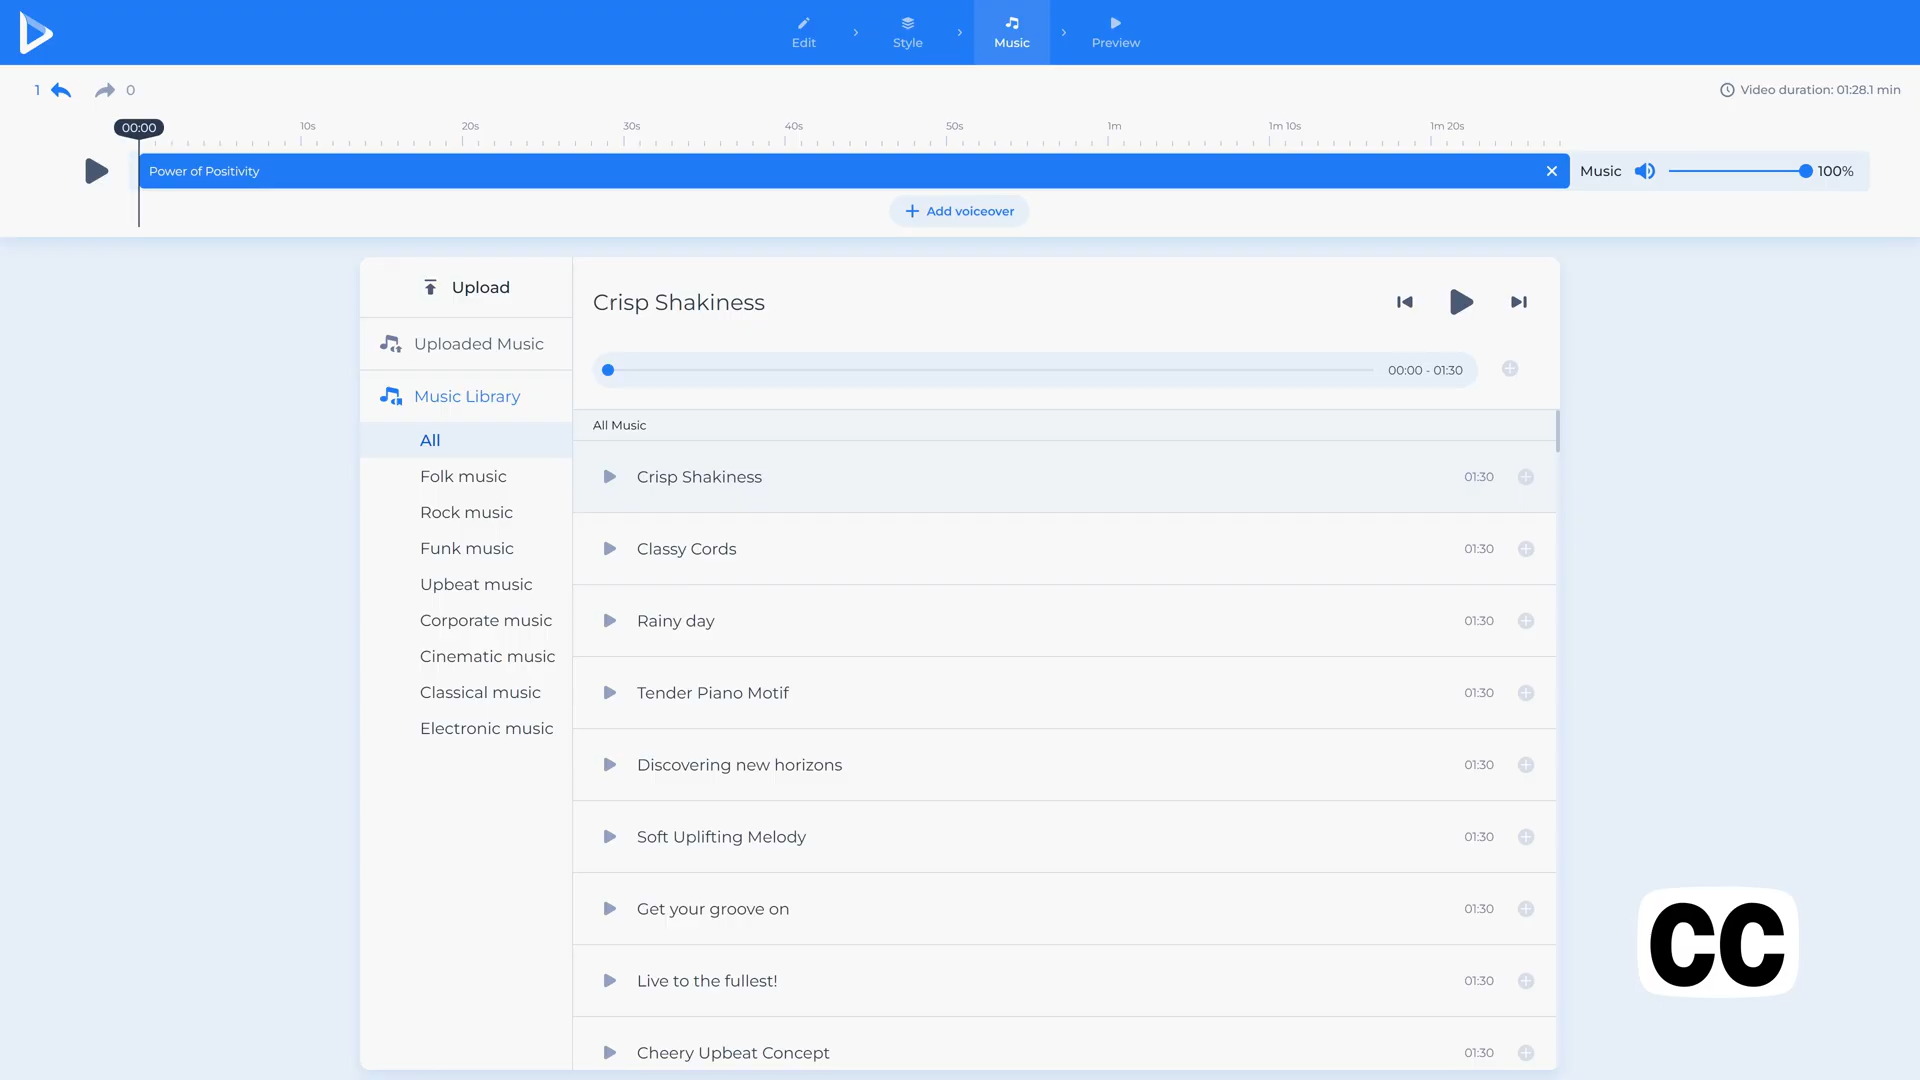 Edit
Style
Music
Preview
1
0
Video duration: 01:28.1 min
00:00
10s
20s
30s
40s
50s
1m
1m 10s
1m 20s
Power of Positivity
Music
100%
Add voiceover
Upload
Uploaded Music
Music Library
All
Folk music
Rock music
Funk music
Upbeat music
Corporate music
Cinematic music
Classical music
Electronic music
Crisp Shakiness
00:00 - 01:30
All Music
Crisp Shakiness 01:30
Classy Cords 01:30
Rainy day 01:30
Tender Piano Motif 01:30
Discovering new horizons 01:30
Soft Uplifting Melody 01:30
Get your groove on 01:30
Live to the fullest! 01:30
Cheery Upbeat Concept 01:30
CC